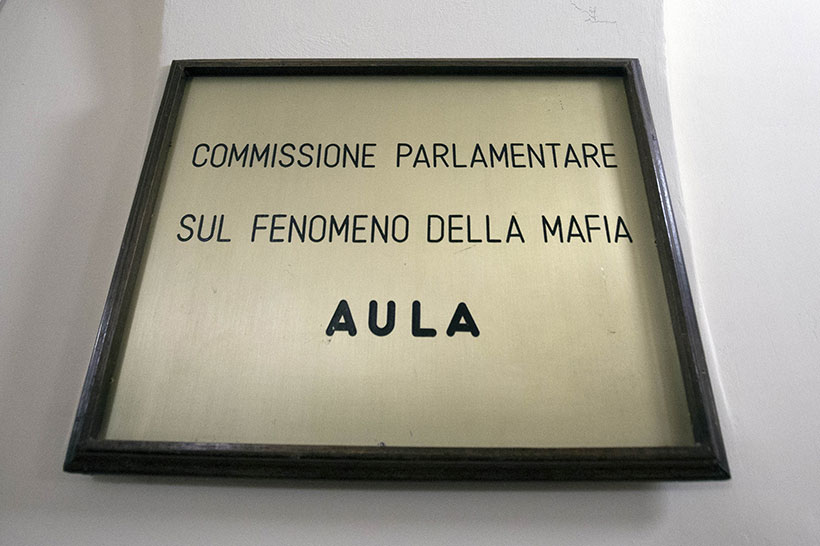 COMMISSIONE PARLAMENTARE
SUL FENOMENO DELLA MAFIA
AULA